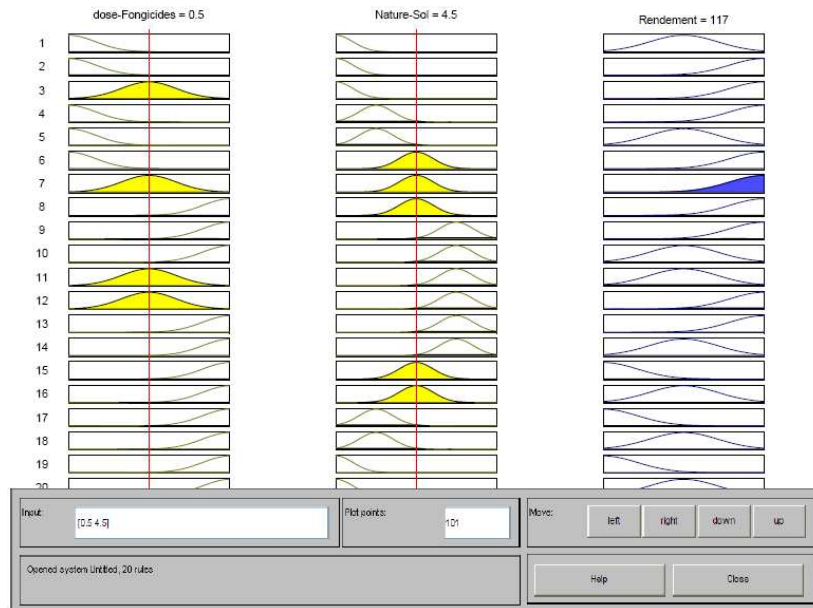 dose-Fongicides = 0.5
Nature-Sol = 4.5
Rendement = 117
1
2
3
4
5
6
7
8
9
10
11
12
13
14
15
16
17
18
19
20
Input:
[0.5 4.5]
Plot points:
101
Move:
left
right
down
up
Opened system Untitled, 20 rules
Help
Close